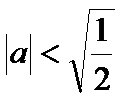 |a| < √(1/2)